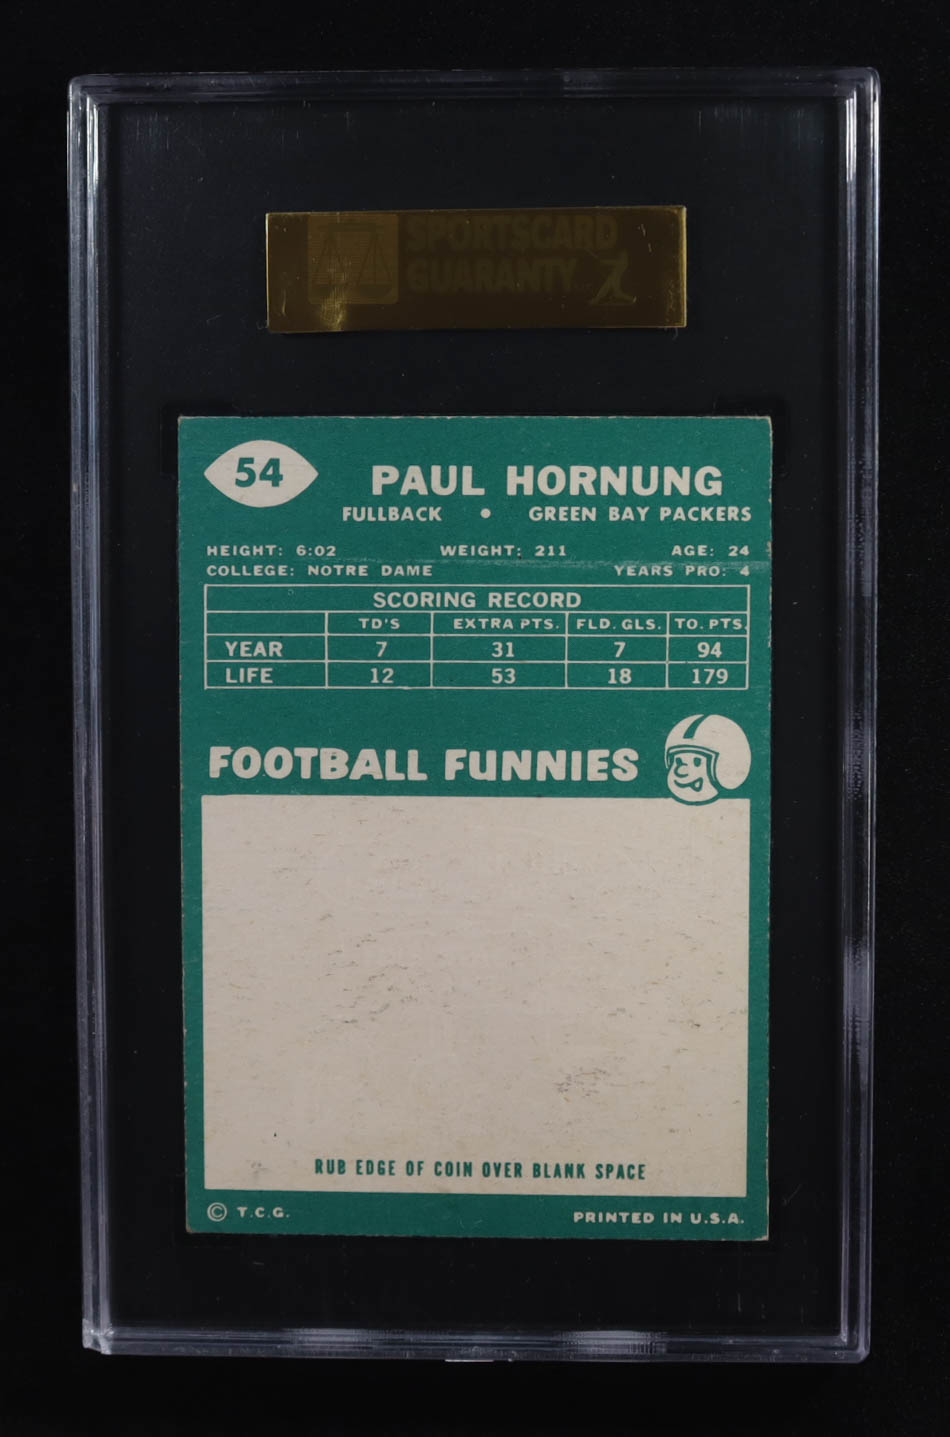 SPORTSCARD
GUARANTY
54
PAUL HORNUNG
FULLBACK • GREEN BAY PACKERS
HEIGHT: 6:02 WEIGHT: 211 AGE: 24
COLLEGE: NOTRE DAME YEARS PRO: 4
SCORING RECORD
TD'S EXTRA PTS. FLD. GLS. TO. PTS.
YEAR 7 31 7 94
LIFE 12 53 18 179
FOOTBALL FUNNIES
RUB EDGE OF COIN OVER BLANK SPACE
© T.C.G. PRINTED IN U.S.A.